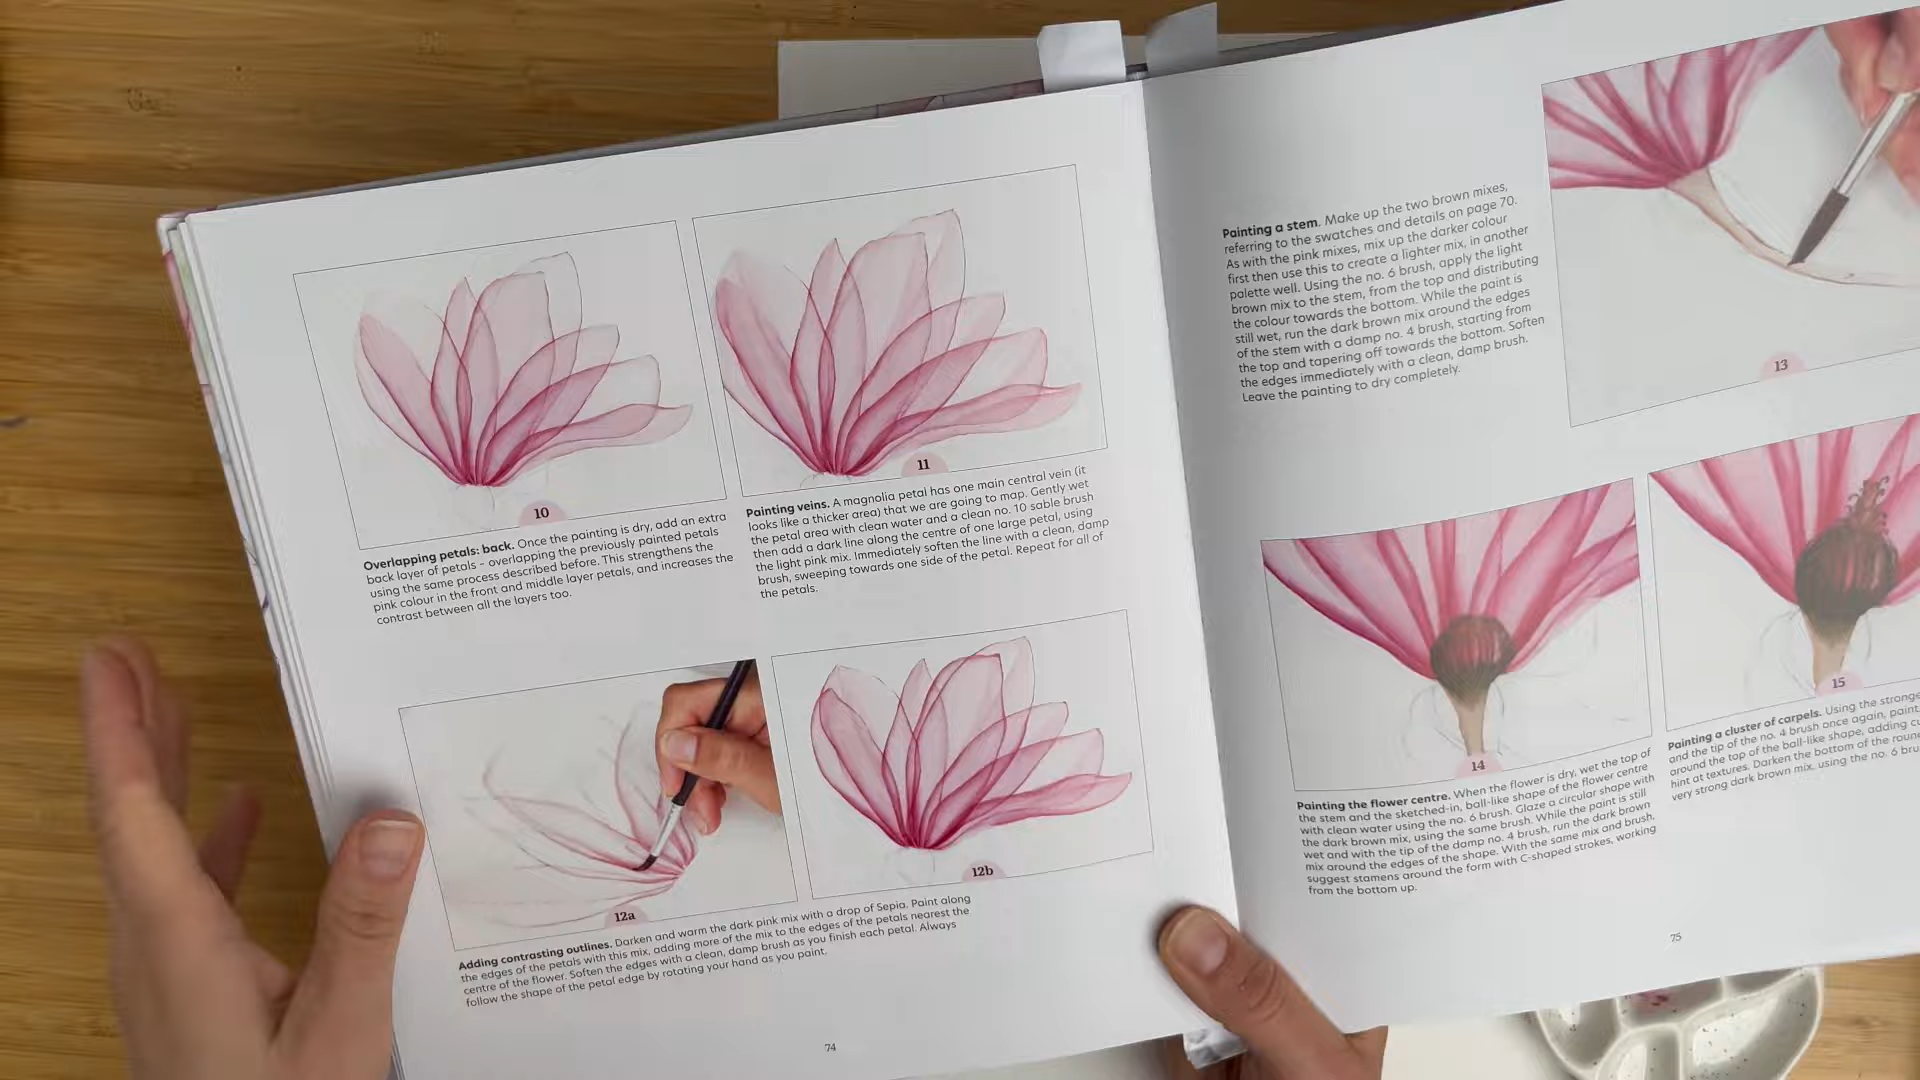 10
Overlapping petals: back. Once the painting is dry, add an extra
back layer of petals – overlapping the previously painted petals
using the same process described before. This strengthens the
pink colour in the front and middle layer petals, and increases the
contrast between all the layers too.
11
Painting veins. A magnolia petal has one main central vein (it
looks like a thicker area) that we are going to map. Gently wet
the petal area with clean water and a clean no. 10 sable brush
then add a dark line along the centre of one large petal, using
the light pink mix. Immediately soften the line with a clean, damp
brush, sweeping towards one side of the petal. Repeat for all of
the petals.
12a
12b
Adding contrasting outlines. Darken and warm the dark pink mix with a drop of Sepia. Paint along
the edges of the petals with this mix, adding more of the mix to the edges of the petals nearest the
centre of the flower. Soften the edges with a clean, damp brush as you finish each petal. Always
follow the shape of the petal edge by rotating your hand as you paint.
74
Painting a stem. Make up the two brown mixes,
referring to the swatches and details on page 70.
As with the pink mixes, mix up the darker colour
first then use this to create a lighter mix, in another
palette well. Using the no. 6 brush, apply the light
brown mix to the stem, from the top and distributing
the colour towards the bottom. While the paint is
still wet, run the dark brown mix around the edges
of the stem with a damp no. 4 brush, starting from
the top and tapering off towards the bottom. Soften
the edges immediately with a clean, damp brush.
Leave the painting to dry completely.
13
14
Painting the flower centre. When the flower is dry, wet the top of
the stem and the sketched-in, ball-like shape of the flower centre
with clean water using the no. 6 brush. Glaze a circular shape with
the dark brown mix, using the same brush. While the paint is still
wet and with the tip of the damp no. 4 brush, run the dark brown
mix around the edges of the shape. With the same mix and brush,
suggest stamens around the form with C-shaped strokes, working
from the bottom up.
15
Painting a cluster of carpels. Using the
and the tip of the no. 4 brush once again, paint
around the top of the ball-like shape, adding
hint at textures. Darken the bottom of the
very strong dark brown mix, using the no. 6
75